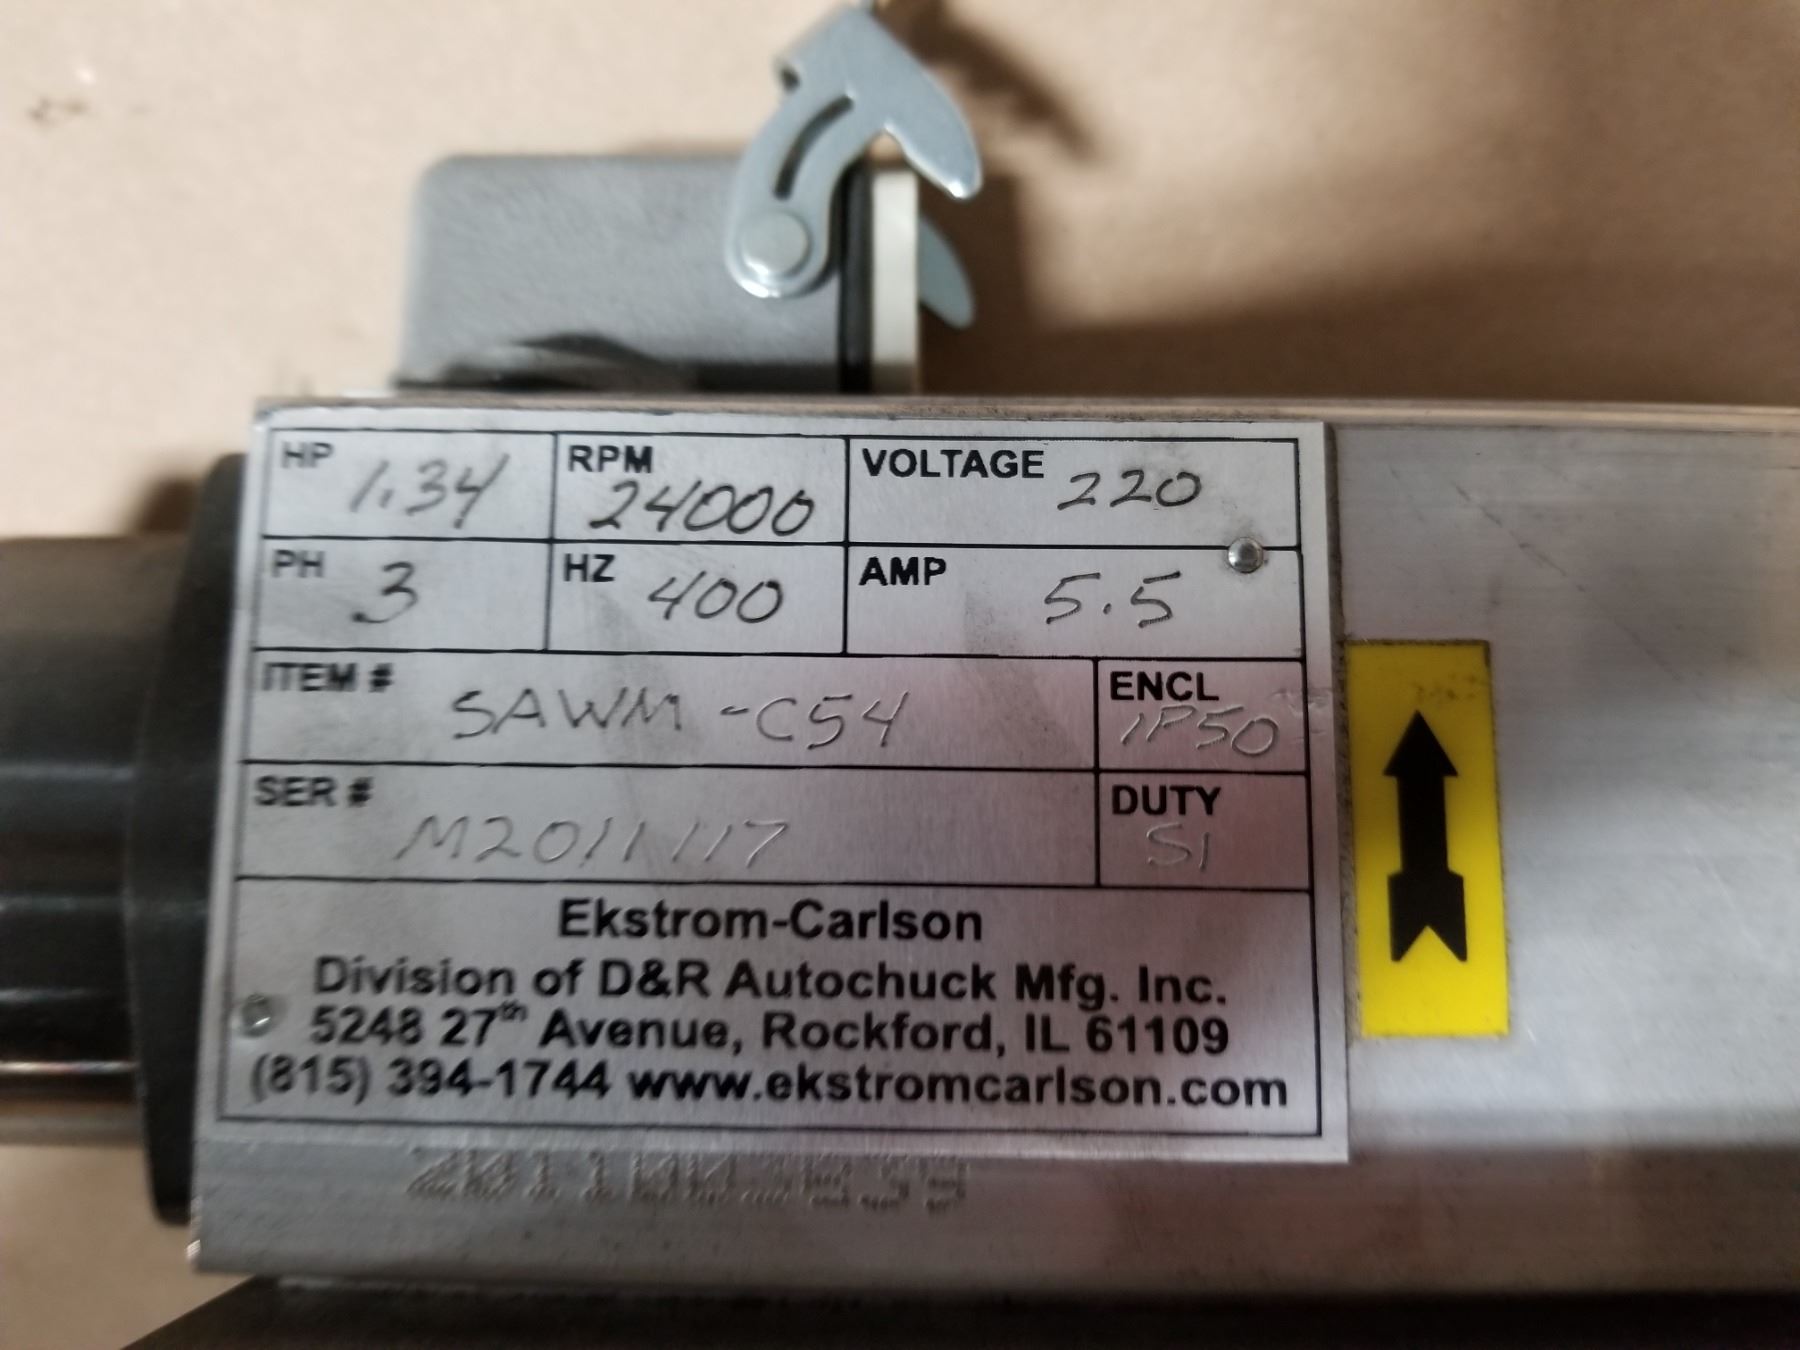 HP 1.34 RPM 24000 VOLTAGE 220
PH 3 HZ 400 AMP 5.5
ITEM # SAWM-C54 ENCL IP50
SER # M2011117 DUTY S1
Ekstrom-Carlson
Division of D&R Autochuck Mfg. Inc.
5248 27th Avenue, Rockford, IL 61109
(815) 394-1744 www.ekstromcarlson.com